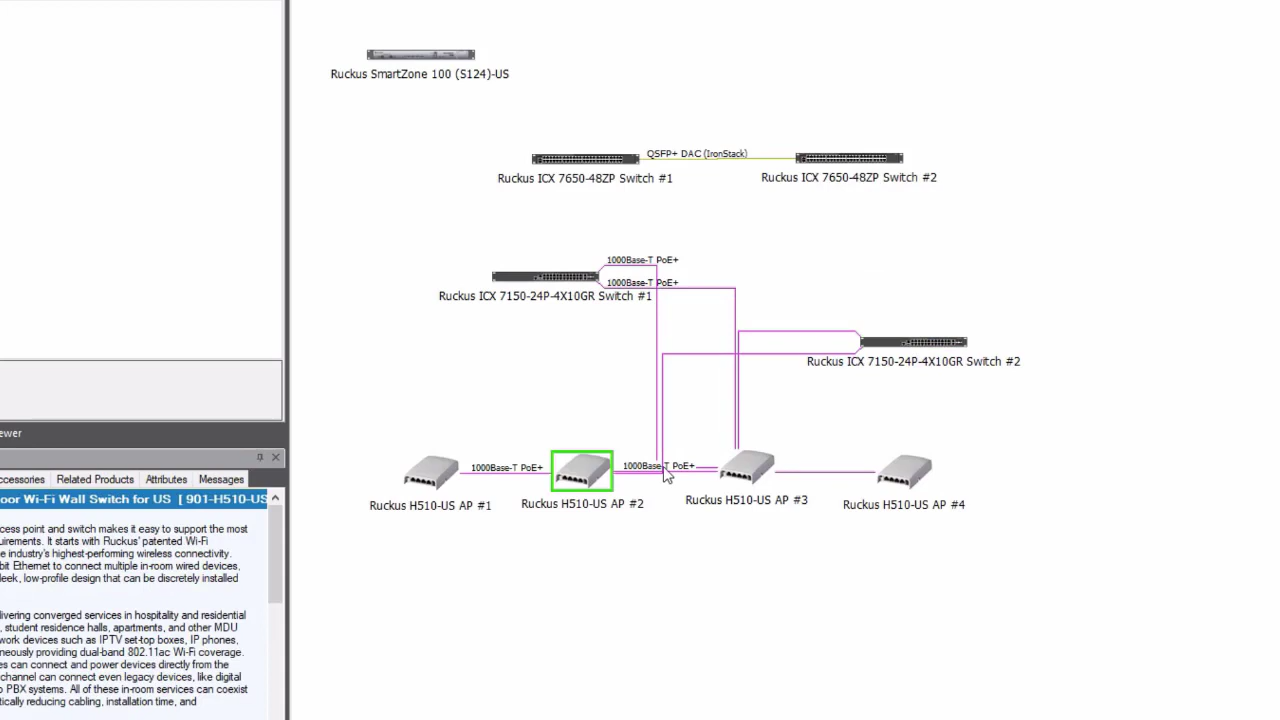 Ruckus SmartZone 100 (S124)-US
QSFP+ DAC (IronStack)
Ruckus ICX 7650-48ZP Switch #1
Ruckus ICX 7650-48ZP Switch #2
1000Base-T PoE+
1000Base-T PoE+
Ruckus ICX 7150-24P-4X10GR Switch #1
Ruckus ICX 7150-24P-4X10GR Switch #2
1000Base-T PoE+
1000Base-T PoE+
Ruckus H510-US AP #1
Ruckus H510-US AP #2
Ruckus H510-US AP #3
Ruckus H510-US AP #4
ewer
ccessories Related Products Attributes Messages
oor Wi-Fi Wall Switch for US [ 901-H510-US
cess point and switch makes it easy to support the most
uirements. It starts with Ruckus' patented Wi-Fi
e industry's highest-performing wireless connectivity.
bit Ethernet to connect multiple in-room wired devices,
leek, low-profile design that can be discretely installed
livering converged services in hospitality and residential
, student residence halls, apartments, and other MDU
work devices such as IPTV set-top boxes, IP phones,
neously providing dual-band 802.11ac Wi-Fi coverage.
es can connect and power devices directly from the
channel can connect even legacy devices, like digital
o PBX systems. All of these in-room services can coexist
tically reducing cabling, installation time, and